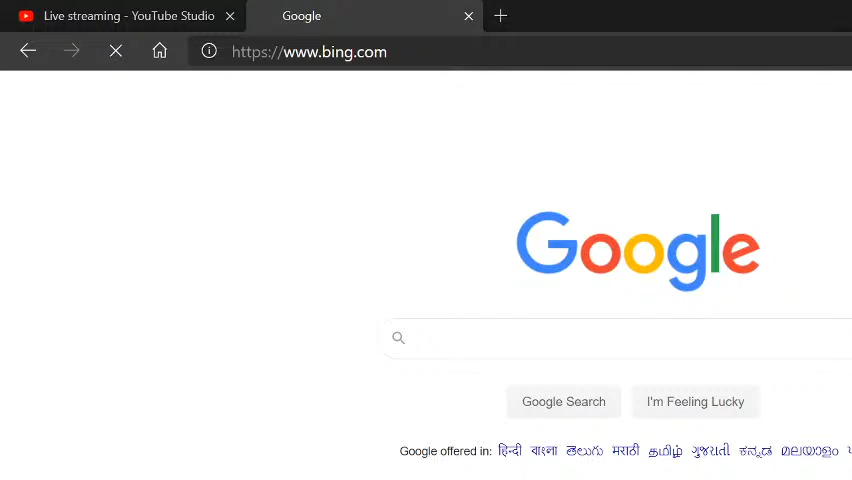 Live streaming - YouTube Studio
Google
https://www.bing.com
Google
Google Search
I'm Feeling Lucky
Google offered in: हिन्दी বাংলা తెలుగు मराठी தமிழ் ગુજરાતી ಕನ್ನಡ മലയാളം